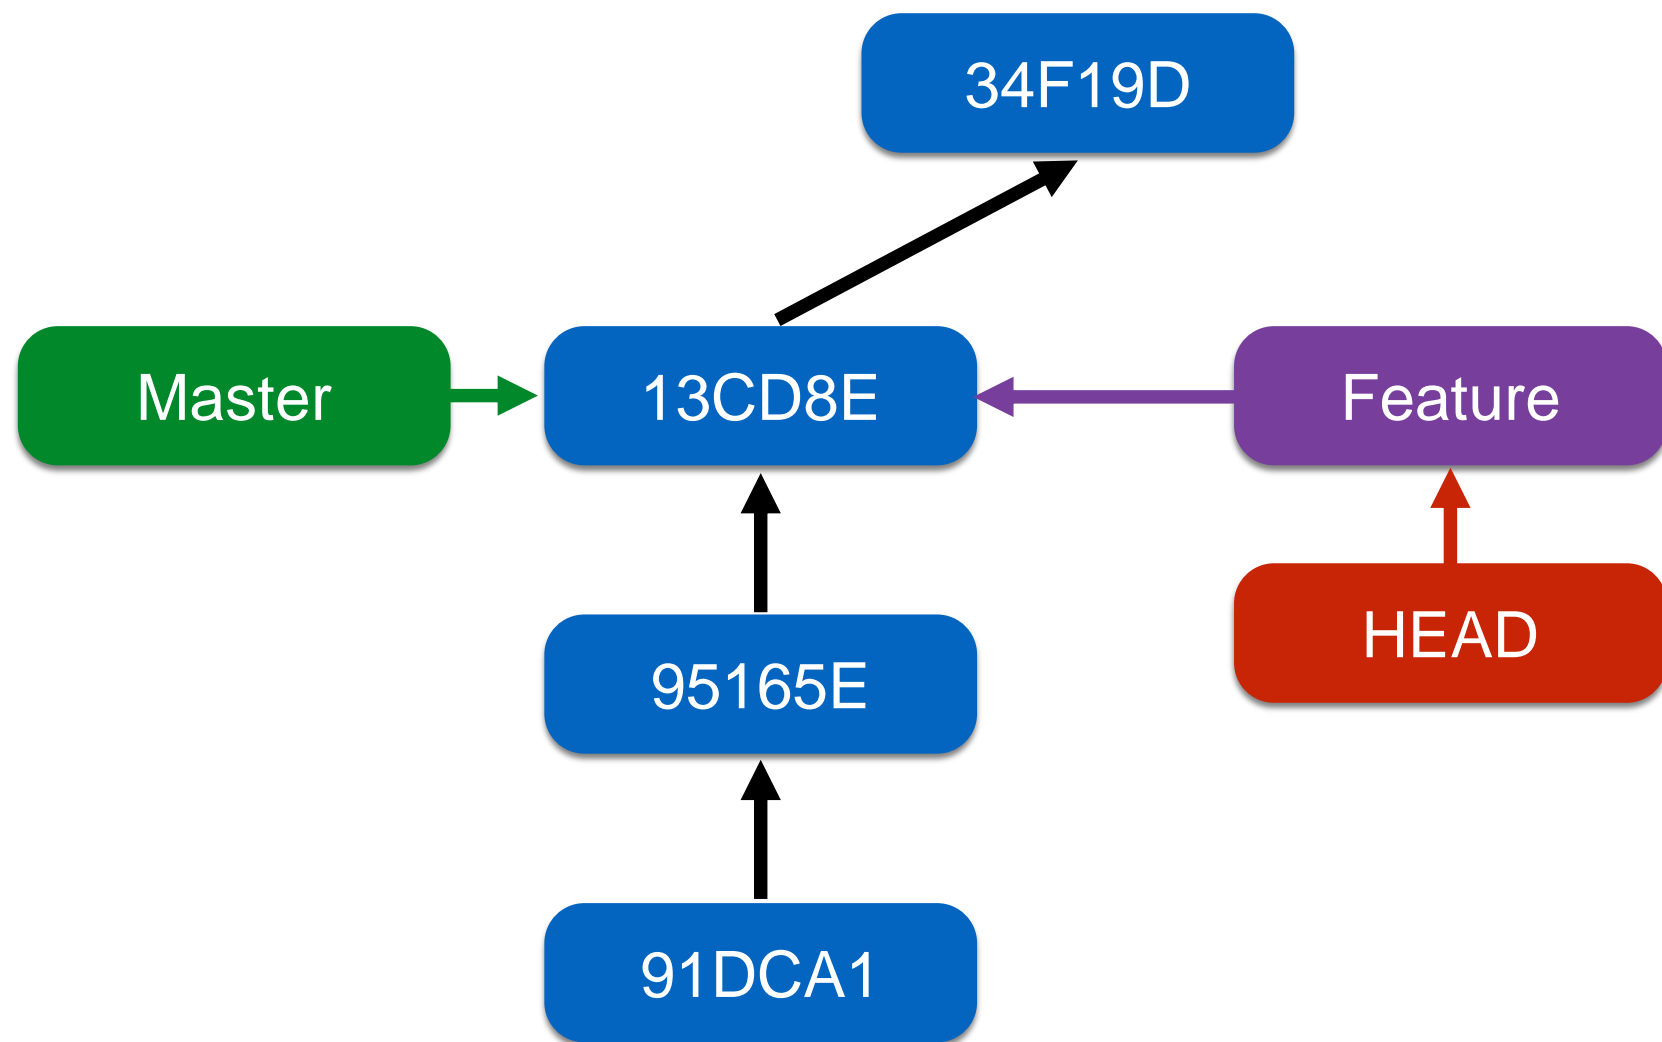 34F19D
Master
13CD8E
Feature
HEAD
95165E
91DCA1